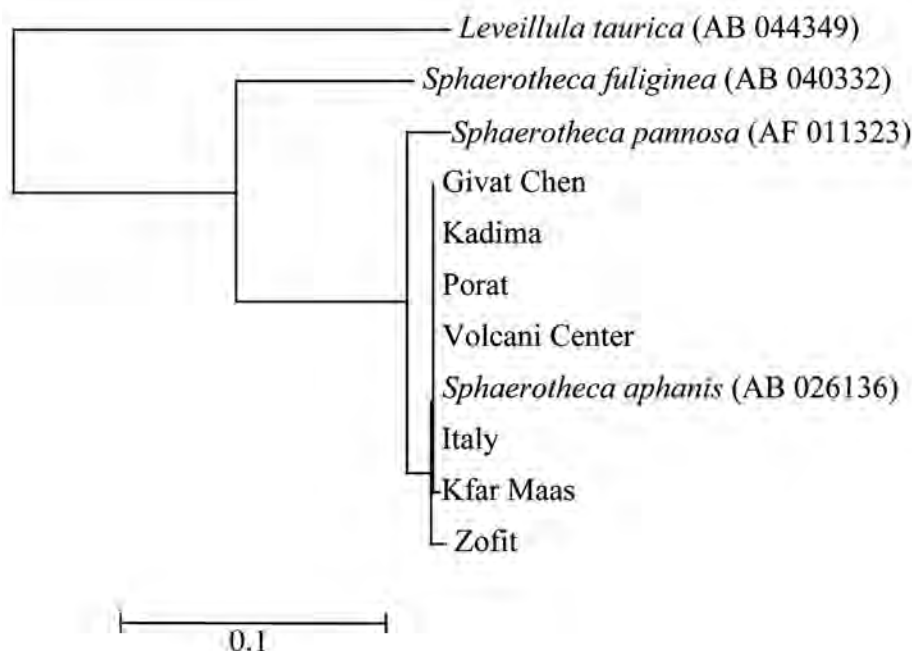 Leveillula taurica (AB 044349)
Sphaerotheca fuliginea (AB 040332)
Sphaerotheca pannosa (AF 011323)
Givat Chen
Kadima
Porat
Volcani Center
Sphaerotheca aphanis (AB 026136)
Italy
Kfar Maas
Zofit
0.1